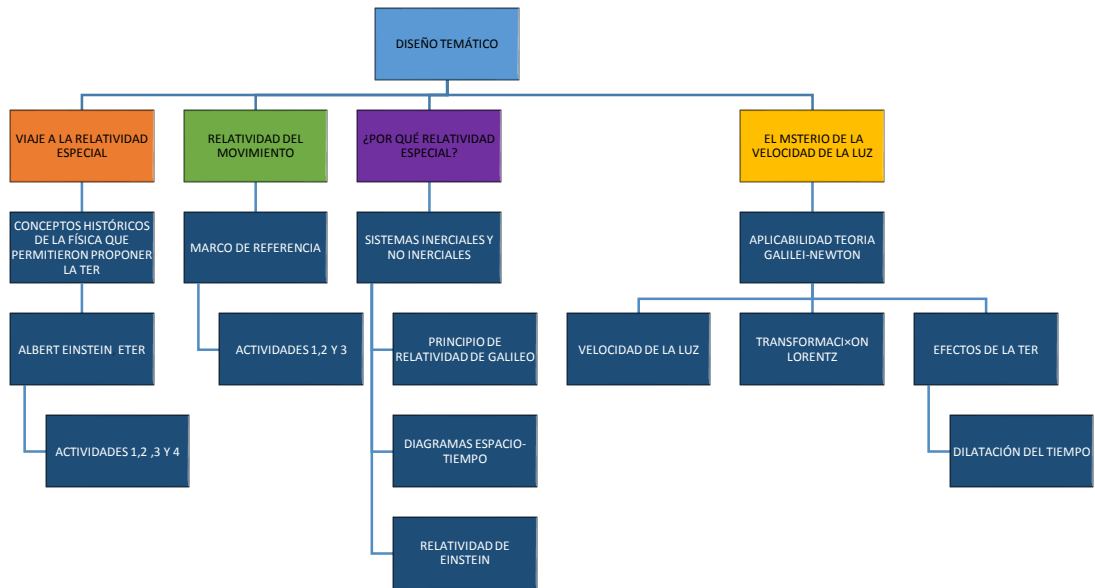 DISEÑO TEMÁTICO
VIAJE A LA RELATIVIDAD
ESPECIAL
RELATIVIDAD DEL
MOVIMIENTO
¿POR QUÉ RELATIVIDAD
ESPECIAL?
EL MSTERIO DE LA
VELOCIDAD DE LA LUZ
CONCEPTOS HISTÓRICOS
DE LA FÍSICA QUE
PERMITIERON PROPONER
LA TER
MARCO DE REFERENCIA
SISTEMAS INERCIALES Y
NO INERCIALES
APLICABILIDAD TEORIA
GALILEI-NEWTON
ALBERT EINSTEIN ETER
ACTIVIDADES 1,2 Y 3
PRINCIPIO DE
RELATIVIDAD DE GALILEO
VELOCIDAD DE LA LUZ
TRANSFORMACI×ON
LORENTZ
EFECTOS DE LA TER
ACTIVIDADES 1,2 ,3 Y 4
DIAGRAMAS ESPACIO-
TIEMPO
DILATACIÓN DEL TIEMPO
RELATIVIDAD DE
EINSTEIN